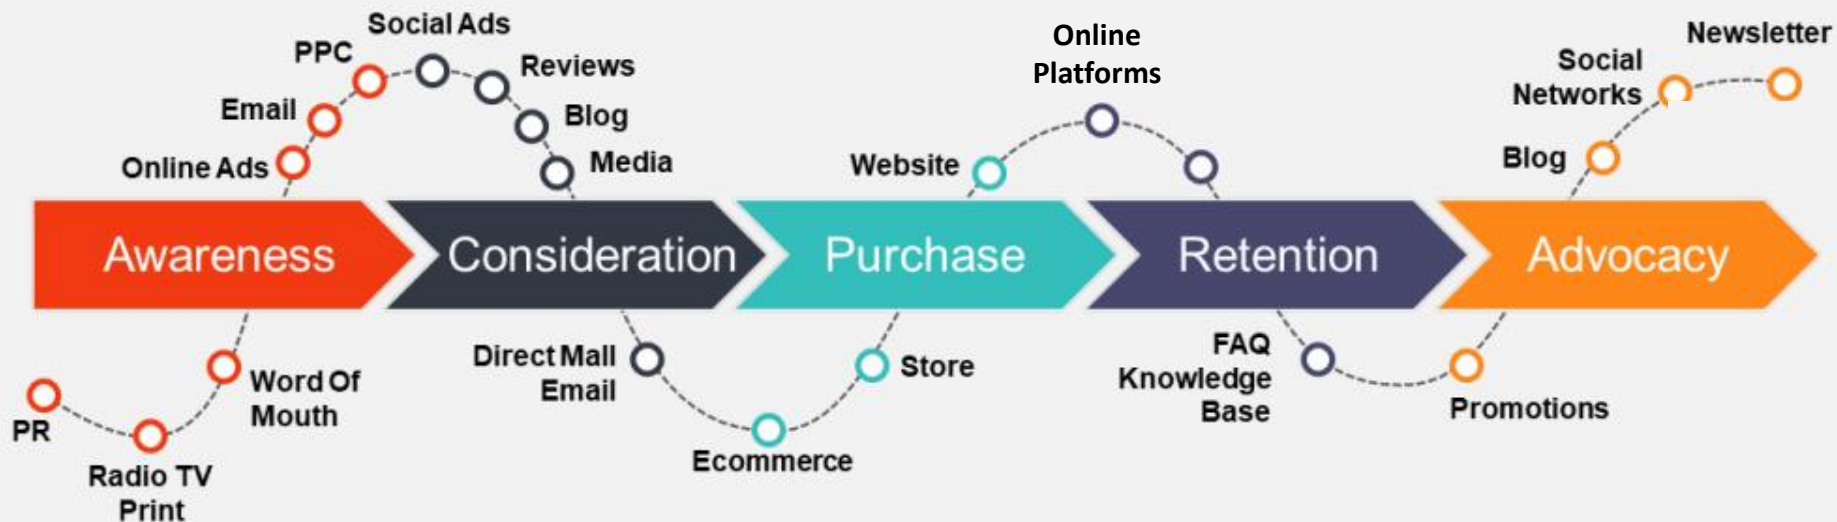 Social Ads
PPC
Reviews
Email
Blog
Online Ads
Media
Online
Platforms
Website
Newsletter
Social
Networks
Blog
Awareness
Consideration
Purchase
Retention
Advocacy
PR
Radio TV
Print
Word Of
Mouth
Direct Mall
Email
Ecommerce
Store
FAQ
Knowledge
Base
Promotions